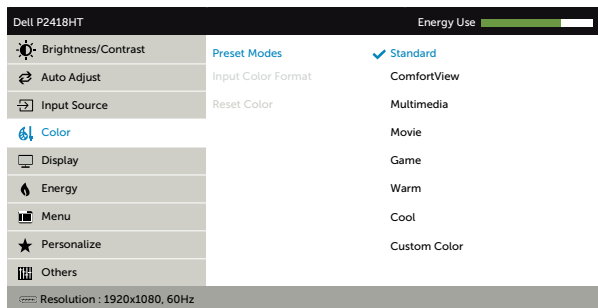 Dell P2418HT Energy Use
Brightness/Contrast
Preset Modes Standard
Auto Adjust Input Color Format ComfortView
Input Source Reset Color Multimedia
Color Movie
Display Game
Energy Warm
Menu Cool
Personalize Custom Color
Others
Resolution : 1920x1080, 60Hz